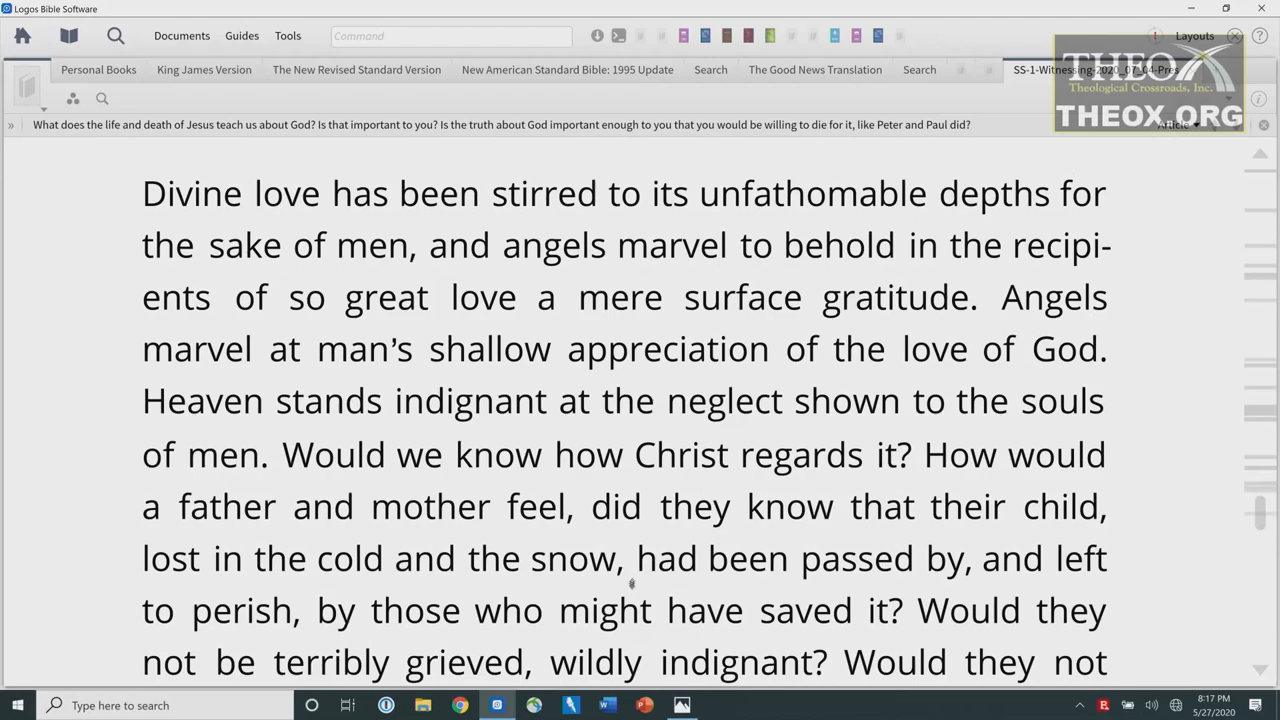 Logos Bible Software
Documents Guides Tools Command Layouts
Personal Books King James Version The New Revised New American Standard Bible: 1995 Update Search The Good News Translation Search SS-1-Witnessing-2020_07_04-Pres
THEOX
Theological Crossroads, Inc.
THEOX.ORG
What does the life and death of Jesus teach us about God? Is that important to you? Is the truth about God important enough to you that you would be willing to die for it, like Peter and Paul did? Article
Divine love has been stirred to its unfathomable depths for
the sake of men, and angels marvel to behold in the recipi-
ents of so great love a mere surface gratitude. Angels
marvel at man's shallow appreciation of the love of God.
Heaven stands indignant at the neglect shown to the souls
of men. Would we know how Christ regards it? How would
a father and mother feel, did they know that their child,
lost in the cold and the snow, had been passed by, and left
to perish, by those who might have saved it? Would they
not be terribly grieved, wildly indignant? Would they not
Type here to search
8:17 PM
5/27/2020